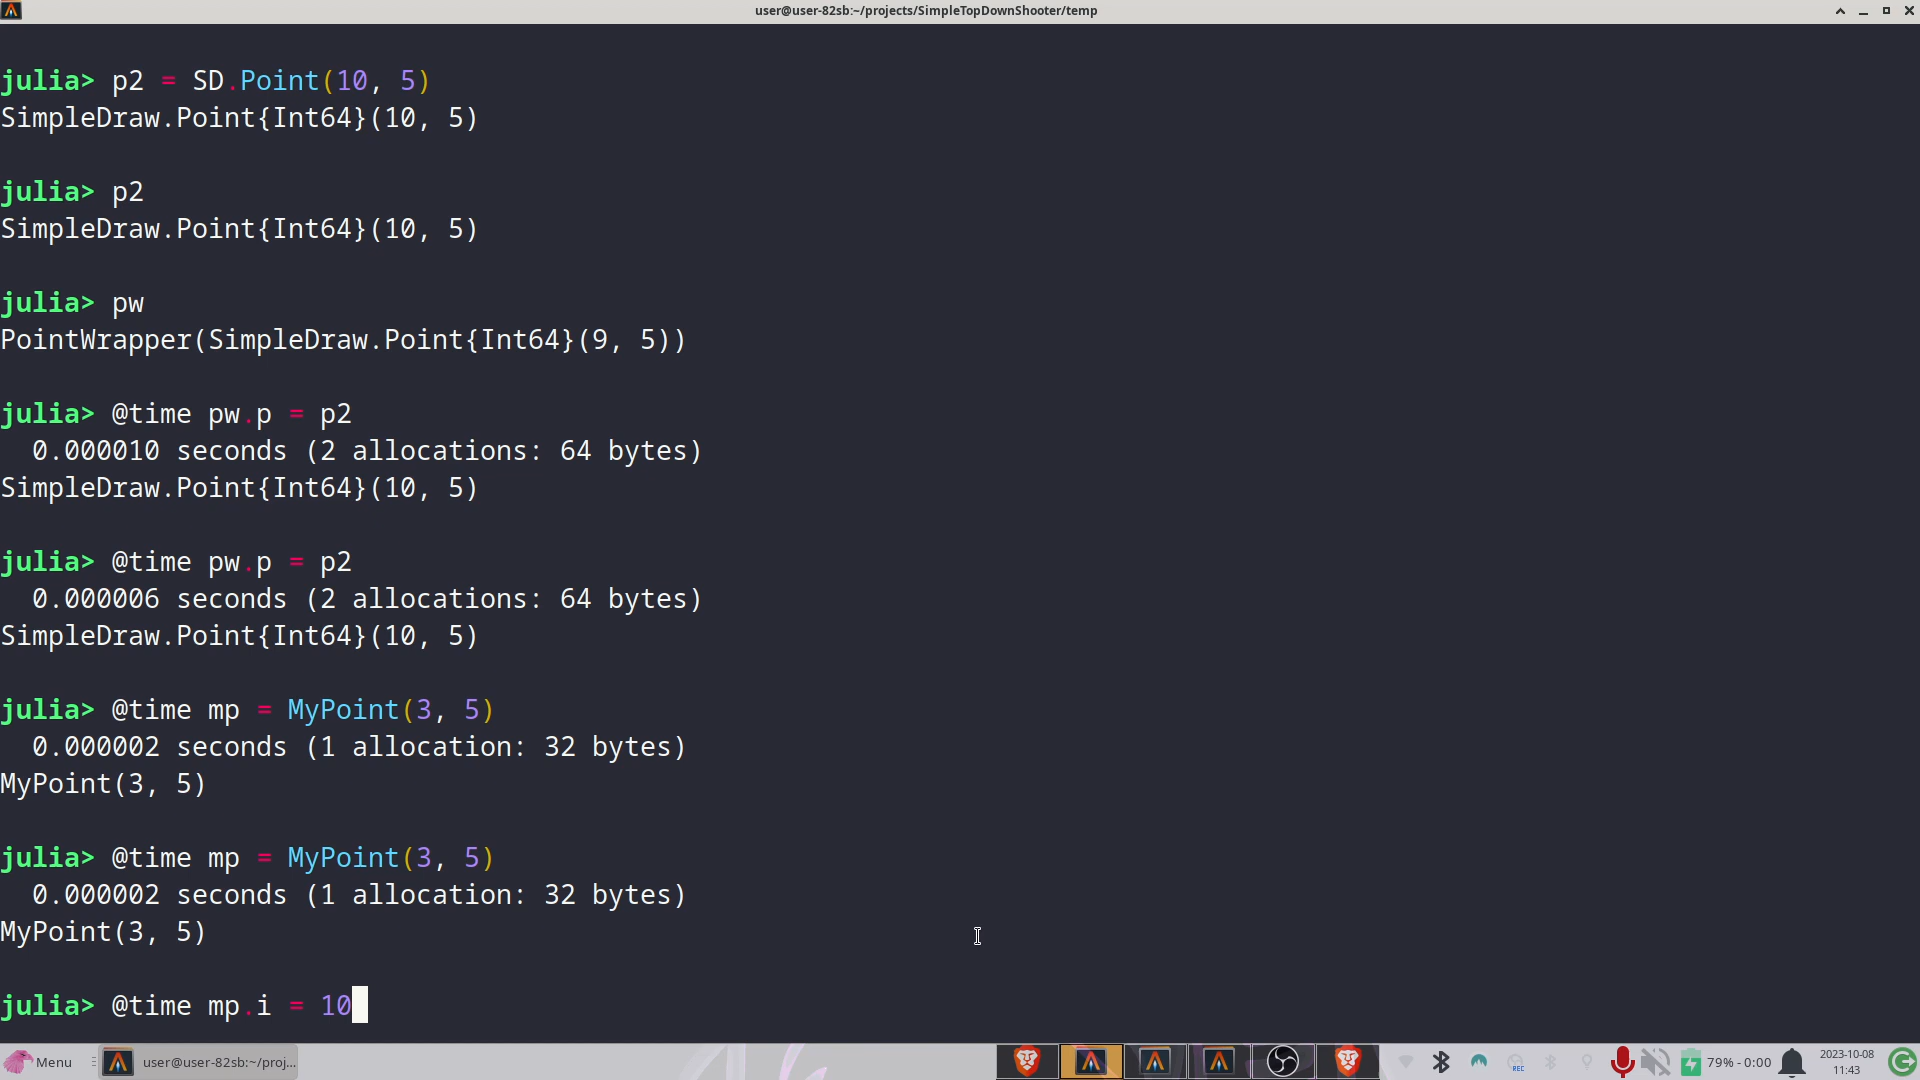 user@user-82sb:~/projects/SimpleTopDownShooter/temp
julia> p2 = SD.Point(10, 5)
SimpleDraw.Point{Int64}(10, 5)
julia> p2
SimpleDraw.Point{Int64}(10, 5)
julia> pw
PointWrapper(SimpleDraw.Point{Int64}(9, 5))
julia> @time pw.p = p2
  0.000010 seconds (2 allocations: 64 bytes)
SimpleDraw.Point{Int64}(10, 5)
julia> @time pw.p = p2
  0.000006 seconds (2 allocations: 64 bytes)
SimpleDraw.Point{Int64}(10, 5)
julia> @time mp = MyPoint(3, 5)
  0.000002 seconds (1 allocation: 32 bytes)
MyPoint(3, 5)
julia> @time mp = MyPoint(3, 5)
  0.000002 seconds (1 allocation: 32 bytes)
MyPoint(3, 5)
julia> @time mp.i = 10
Menu
user@user-82sb:~/proj...
REC
79% - 0:00
2023-10-08
11:43